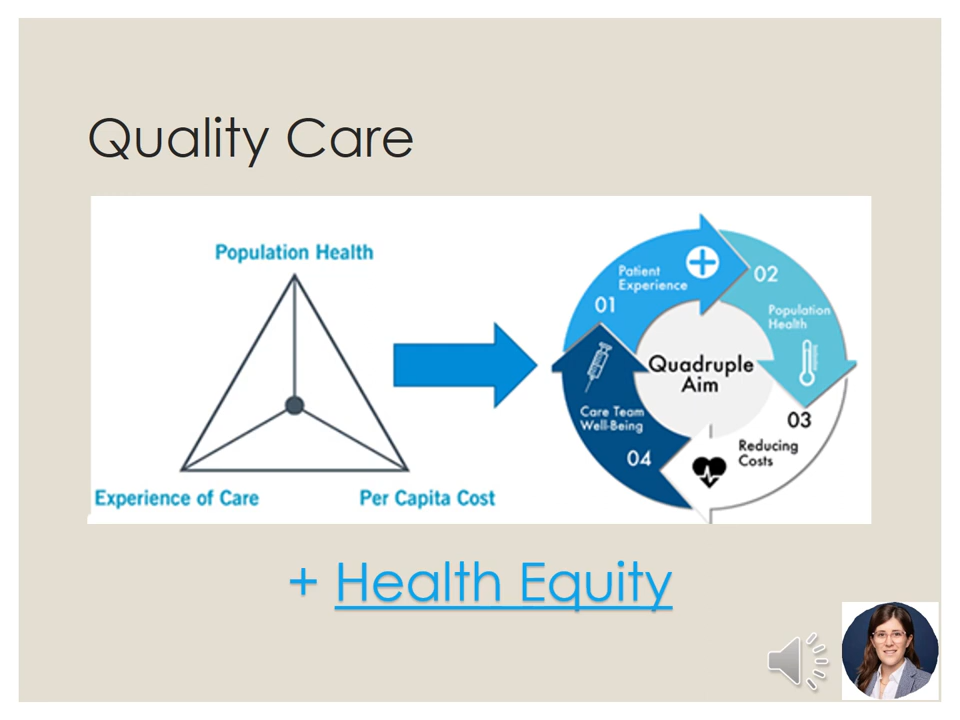 Quality Care
Population Health
Experience of Care
Per Capita Cost
Patient
Experience
01
02
Population
Health
03
Reducing
Costs
04
Care Team
Well-Being
Quadruple
Aim
+ Health Equity